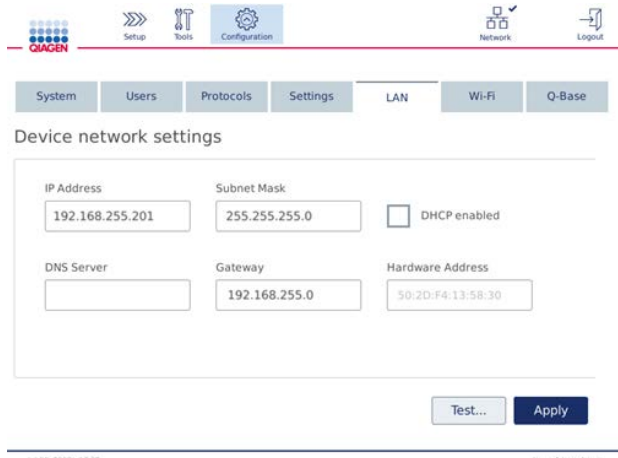 QIAGEN
Setup
Tools
Configuration
Network
Logout
System Users Protocols Settings LAN Wi-Fi Q-Base
Device network settings
IP Address Subnet Mask
192.168.255.201 255.255.255.0 DHCP enabled
DNS Server Gateway Hardware Address
192.168.255.0 50:2D:F4:13:58:30
Test... Apply